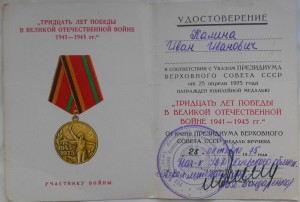 "ТРИДЦАТЬ ЛЕТ ПОБЕДЫ
В ВЕЛИКОЙ ОТЕЧЕСТВЕННОЙ ВОЙНЕ
1941—1945 гг."
УЧАСТНИКУ ВОЙНЫ
УДОСТОВЕРЕНИЕ
Калина
Иван Иванович
В СООТВЕТСТВИИ С УКАЗОМ ПРЕЗИДИУМА
ВЕРХОВНОГО СОВЕТА СССР
от 25 апреля 1975 года
НАГРАЖДЕН ЮБИЛЕЙНОЙ МЕДАЛЬЮ
"ТРИДЦАТЬ ЛЕТ ПОБЕДЫ
В ВЕЛИКОЙ ОТЕЧЕСТВЕННОЙ
ВОЙНЕ 1941—1945 гг."
ОТ ИМЕНИ ПРЕЗИДИУМА ВЕРХОВНОГО
СОВЕТА СССР МЕДАЛЬ ВРУЧЕНА
28